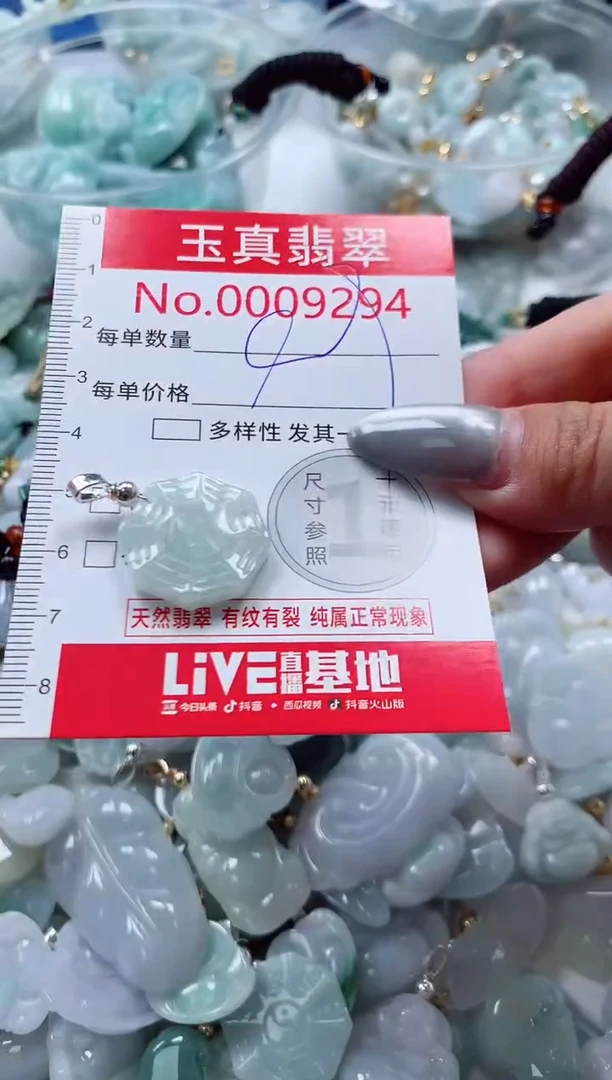 0
玉真翡翠
1
No.0009294
2
每单数量
3
每单价格
4
多样性 发其一
尺寸参照
6
天然翡翠 有纹有裂 纯属正常现象
7
LiVE直播基地
8
今日头条 抖音 • 西瓜视频 抖音火山版